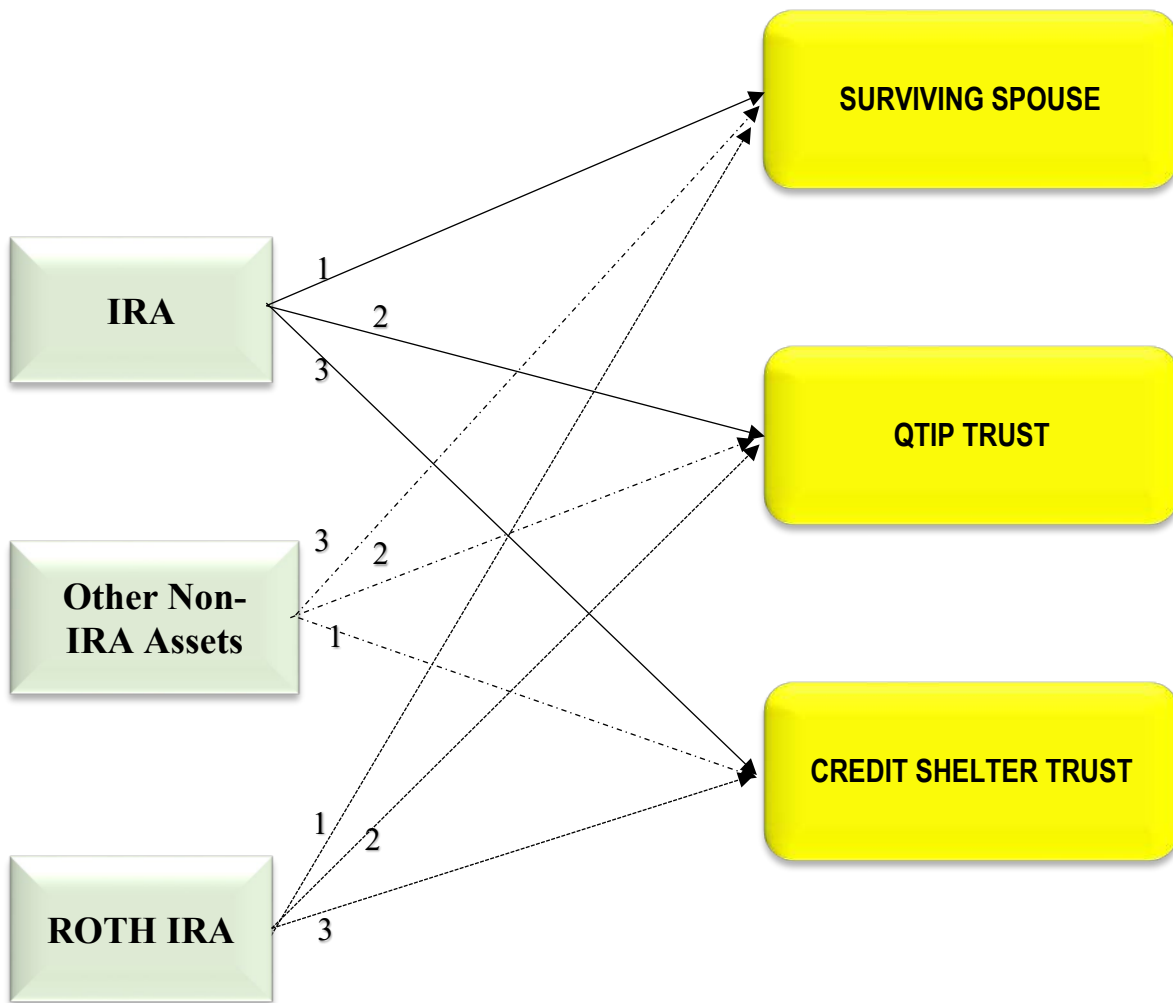 SURVIVING SPOUSE
1
IRA
2
3
QTIP TRUST
3
2
Other Non-
IRA Assets
1
CREDIT SHELTER TRUST
1
2
ROTH IRA
3